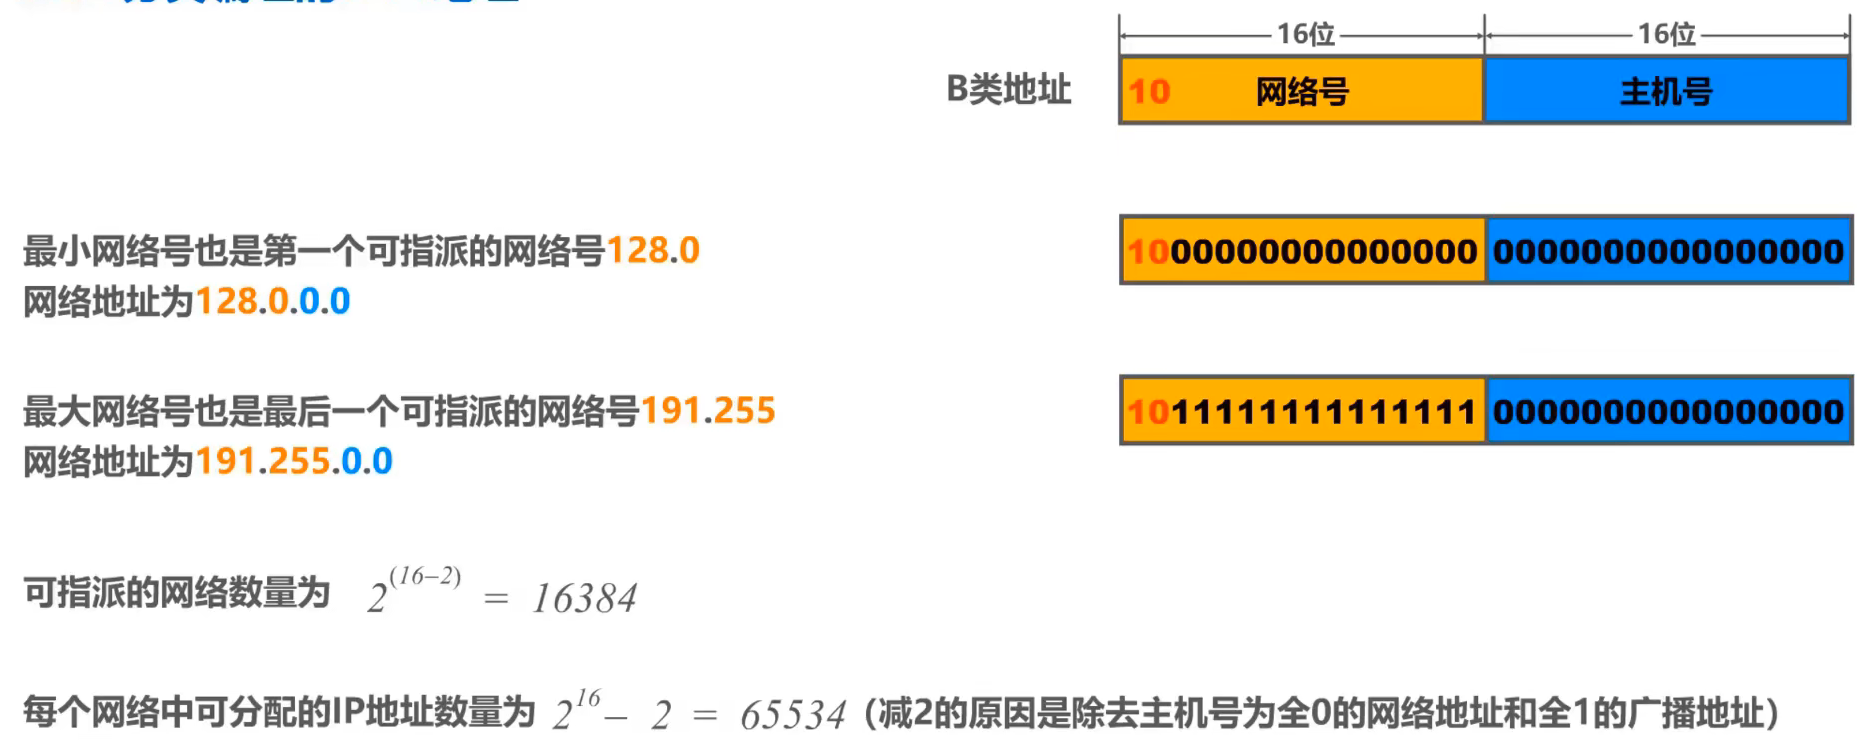 16位 16位
B类地址 10 网络号 主机号
最小网络号也是第一个可指派的网络号128.0
网络地址为128.0.0.0
1000000000000000 0000000000000000
最大网络号也是最后一个可指派的网络号191.255
网络地址为191.255.0.0
1011111111111111 0000000000000000
可指派的网络数量为 2^(16–2) = 16384
每个网络中可分配的IP地址数量为 2^16 – 2 = 65534 (减2的原因是除去主机号为全0的网络地址和全1的广播地址)